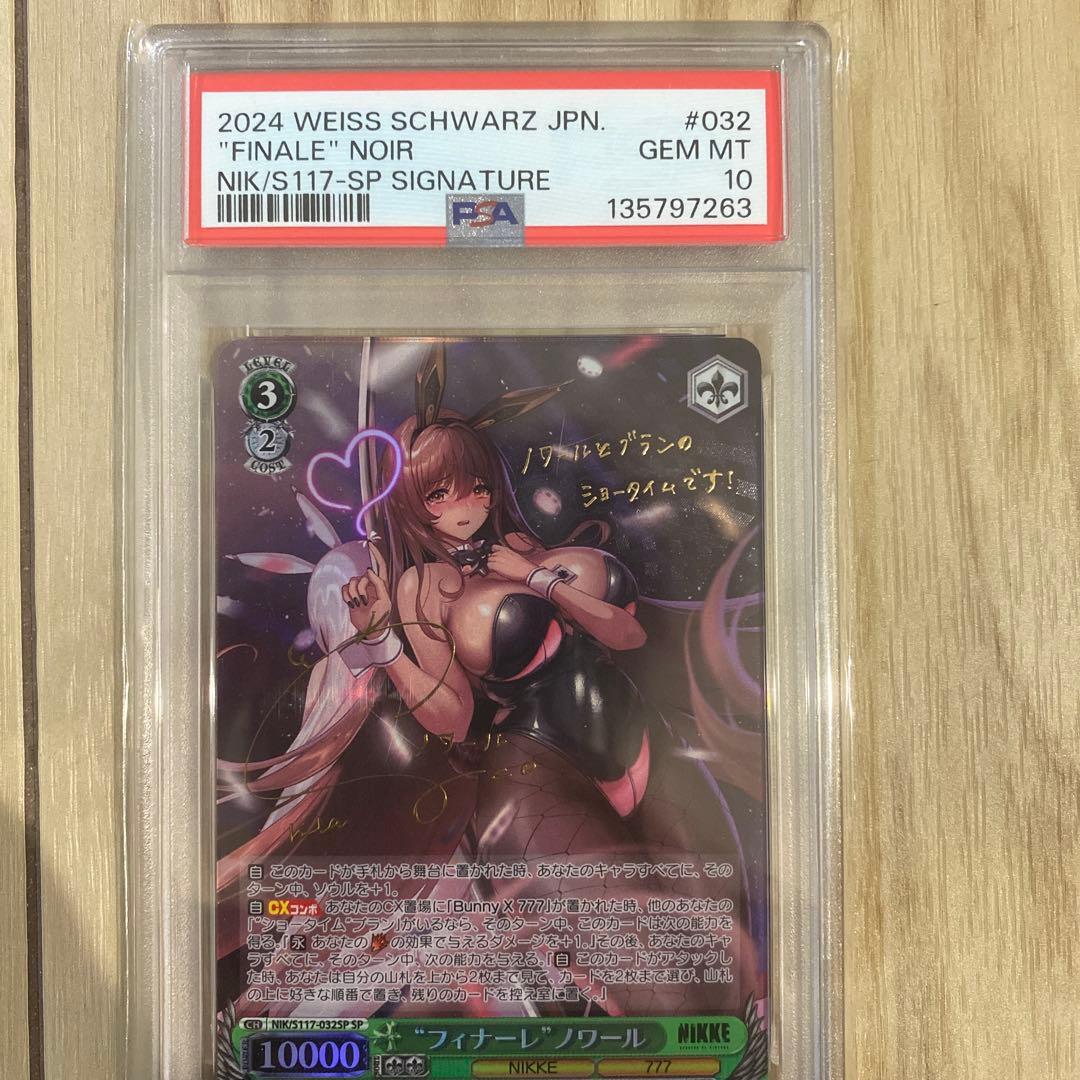 2024 WEISS SCHWARZ JPN. #032
"FINALE" NOIR GEM MT
NIK/S117-SP SIGNATURE 10
PSA 135797263
LEVEL
3
2
COST
ノワールとブランの
ショータイムです!
ノワール
自 このカードが手札から舞台に置かれた時、あなたのキャラすべてに、その
ターン中、ソウルを+1。
自 CXコンボ あなたのCX置場に「Bunny X 777」が置かれた時、他のあなたの
「“ショータイム”ブラン」がいるなら、そのターン中、このカードは次の能力を
得る。『永 あなたの の効果で与えるダメージを+1。』その後、あなたのキャ
ラすべてに、そのターン中、次の能力を与える。『自 このカードがアタックし
た時、あなたは自分の山札を上から2枚まで見て、カードを2枚まで選び、山札
の上に好きな順番で置き、残りのカードを控え室に置く。』
CH NIK/S117-032SP SP
“フィナーレ”ノワール NIKKE
POWER 10000
NIKKE 777